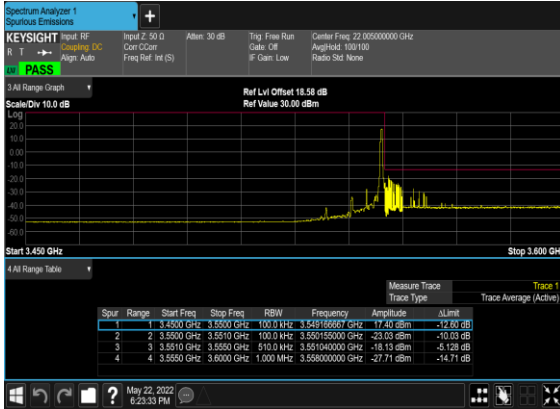 Spectrum Analyzer 1
Spurious Emissions
+
KEYSIGHT
R T
PASS
Input: RF
Coupling: DC
Align: Auto
Input Z: 50 Ω
Corr CCorr
Freq Ref: Int (S)
Atten: 30 dB
Trig: Free Run
Gate: Off
IF Gain: Low
Center Freq: 22.005000000 GHz
Avg|Hold: 100/100
Radio Std: None
3 All Range Graph
Scale/Div 10.0 dB
Ref Lvl Offset 18.58 dB
Ref Value 30.00 dBm
Log
20.0
10.0
0.00
-10.0
-20.0
-30.0
-40.0
-50.0
-60.0
Start 3.450 GHz
Stop 3.600 GH
4 All Range Table
Measure Trace Trace 1
Trace Type Trace Average (Active)
Spur Range Start Freq Stop Freq RBW Frequency Amplitude ΔLimit
1 1 3.4500 GHz 3.5500 GHz 100.0 kHz 3.549166667 GHz 17.40 dBm -12.60 dB
2 2 3.5500 GHz 3.5510 GHz 100.0 kHz 3.550155000 GHz -23.03 dBm -10.03 dB
3 3 3.5510 GHz 3.5550 GHz 510.0 kHz 3.551040000 GHz -18.13 dBm -5.128 dB
4 4 3.5550 GHz 3.6000 GHz 1.000 MHz 3.558000000 GHz -27.71 dBm -14.71 dB
?
May 22, 2022
6:23:33 PM